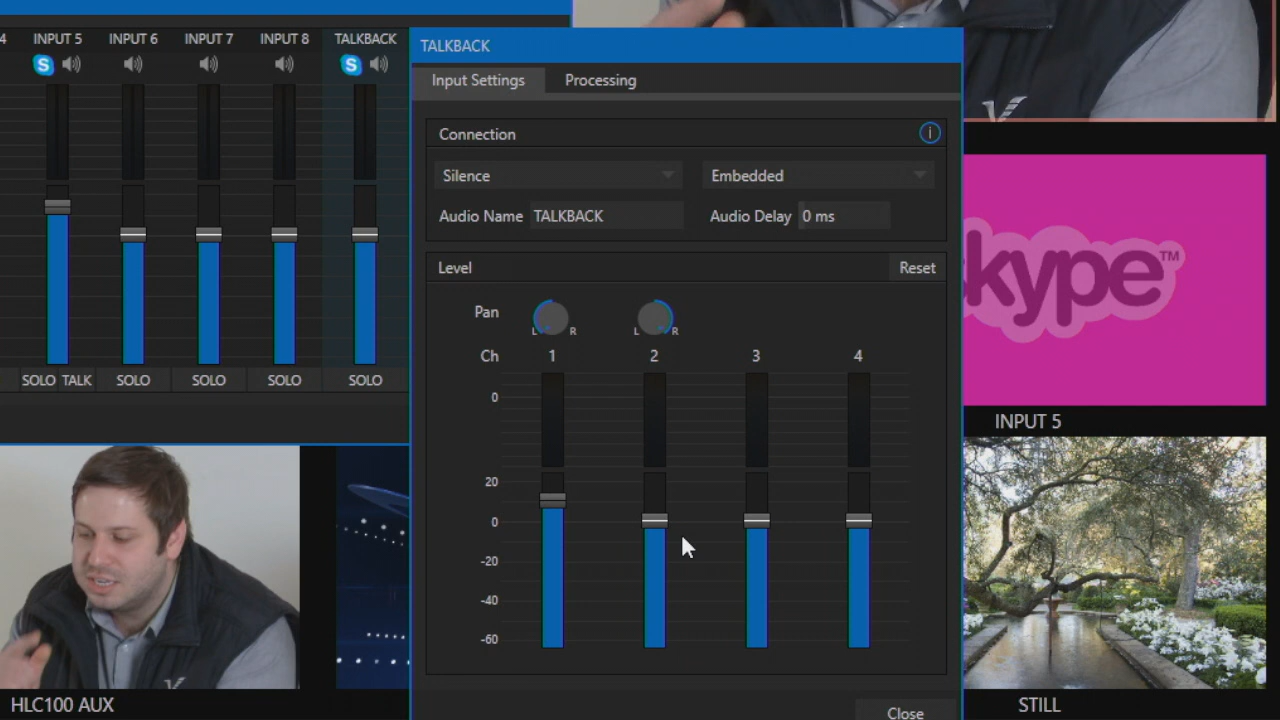 4 INPUT 5 INPUT 6 INPUT 7 INPUT 8 TALKBACK
SOLO TALK SOLO SOLO SOLO SOLO
TALKBACK
Input Settings Processing
Connection
Silence Embedded
Audio Name TALKBACK Audio Delay 0 ms
Level Reset
Pan
L R L R
Ch 1 2 3 4
0
20
0
-20
-40
-60
Close
kype™
INPUT 5
HLC100 AUX
STILL